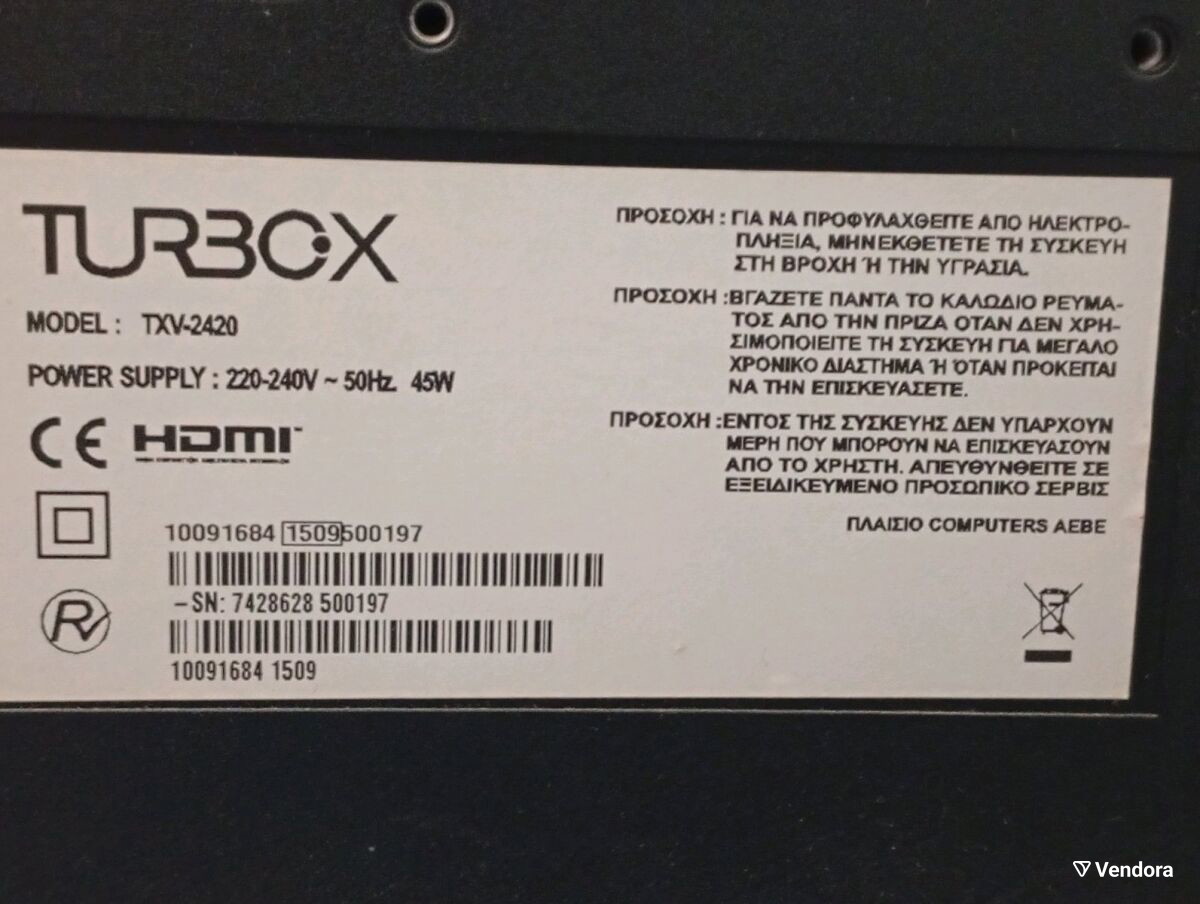 TURBO-X
MODEL : TXV-2420
POWER SUPPLY : 220-240V ~ 50Hz 45W
CE HDMI
10091684 1509500197
-SN: 7428628 500197
10091684 1509
ΠΡΟΣΟΧΗ : ΓΙΑ ΝΑ ΠΡΟΦΥΛΑΧΘΕΙΤΕ ΑΠΟ ΗΛΕΚΤΡΟ-
ΠΛΗΞΙΑ, ΜΗΝ ΕΚΘΕΤΕΤΕ ΤΗ ΣΥΣΚΕΥΗ
ΣΤΗ ΒΡΟΧΗ Ή ΤΗΝ ΥΓΡΑΣΙΑ.
ΠΡΟΣΟΧΗ :ΒΓΑΖΕΤΕ ΠΑΝΤΑ ΤΟ ΚΑΛΩΔΙΟ ΡΕΥΜΑ-
ΤΟΣ ΑΠΟ ΤΗΝ ΠΡΙΖΑ ΟΤΑΝ ΔΕΝ ΧΡΗ-
ΣΙΜΟΠΟΙΕΙΤΕ ΤΗ ΣΥΣΚΕΥΗ ΓΙΑ ΜΕΓΑΛΟ
ΧΡΟΝΙΚΟ ΔΙΑΣΤΗΜΑ Ή ΌΤΑΝ ΠΡΟΚΕΙΤΑΙ
ΝΑ ΤΗΝ ΕΠΙΣΚΕΥΑΣΕΤΕ.
ΠΡΟΣΟΧΗ :ΕΝΤΟΣ ΤΗΣ ΣΥΣΚΕΥΗΣ ΔΕΝ ΥΠΑΡΧΟΥΝ
ΜΕΡΗ ΠΟΥ ΜΠΟΡΟΥΝ ΝΑ ΕΠΙΣΚΕΥΑΣΟΥΝ
ΑΠΟ ΤΟ ΧΡΗΣΤΗ. ΑΠΕΥΘΥΝΘΕΙΤΕ ΣΕ
ΕΞΕΙΔΙΚΕΥΜΕΝΟ ΠΡΟΣΩΠΙΚΟ ΣΕΡΒΙΣ
ΠΛΑΙΣΙΟ COMPUTERS ΑΕΒΕ
Vendora